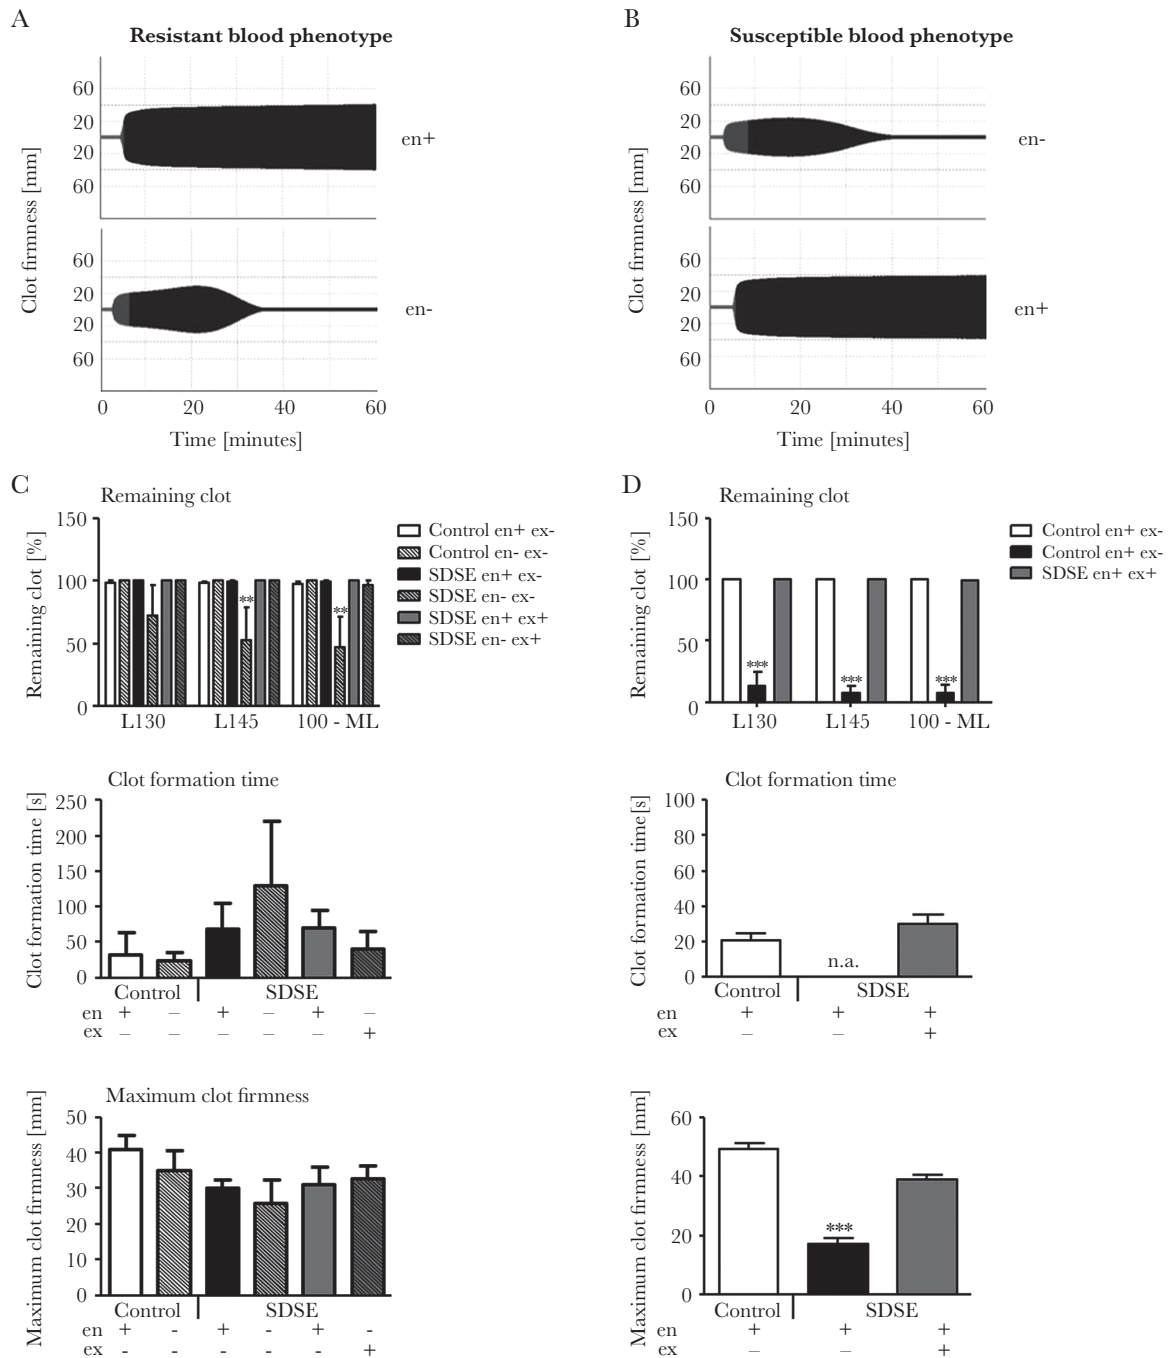 A
Resistant blood phenotype
Clot firmness [mm]
60
20
20
60
en+
60
20
20
60
en-
0 20 40 60
Time [minutes]
B
Susceptible blood phenotype
Clot firmness [mm]
60
20
20
60
en-
60
20
20
60
en+
0 20 40 60
Time [minutes]
C
Remaining clot
Remaining clot [%]
150
100
50
0
** **
L130 L145 100 - ML
Control en+ ex-
Control en- ex-
SDSE en+ ex-
SDSE en- ex-
SDSE en+ ex+
SDSE en- ex+
Clot formation time
Clot formation time [s]
250
200
150
100
50
0
Control SDSE
en + – + – + –
ex – – – – – +
Maximum clot firmness
Maximum clot firmness [mm]
50
40
30
20
10
0
Control SDSE
en + - + - + -
ex - - - - - +
D
Remaining clot
Remaining clot [%]
150
100
50
0
*** *** ***
L130 L145 100 - ML
Control en+ ex-
Control en+ ex-
SDSE en+ ex+
Clot formation time
Clot formation time[s]
100
80
60
40
20
0
n.a.
Control SDSE
en + + +
ex – – +
Maximum clot firmness [mm]
60
40
20
0
***
Control SDSE
en + + +
ex – – +